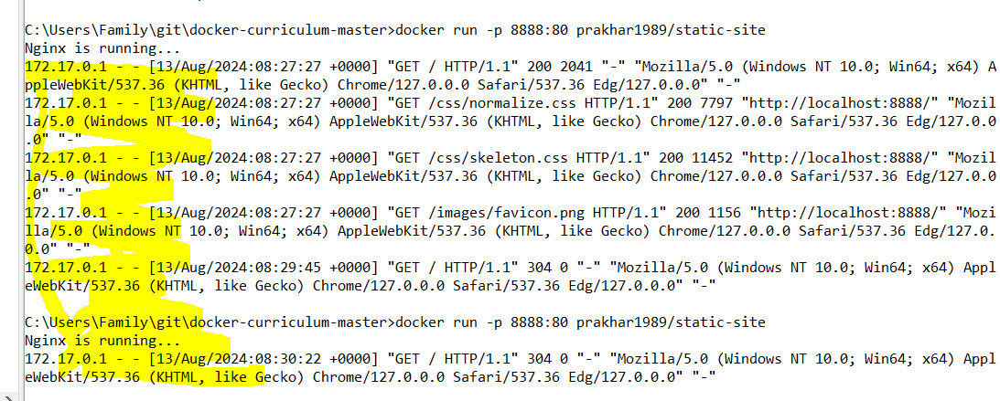 C:\Users\Family\git\docker-curriculum-master>docker run -p 8888:80 prakhar1989/static-site
Nginx is running...
172.17.0.1 - - [13/Aug/2024:08:27:27 +0000] "GET / HTTP/1.1" 200 2041 "-" "Mozilla/5.0 (Windows NT 10.0; Win64; x64) A
ppleWebKit/537.36 (KHTML, like Gecko) Chrome/127.0.0.0 Safari/537.36 Edg/127.0.0.0" "-"
172.17.0.1 - - [13/Aug/2024:08:27:27 +0000] "GET /css/normalize.css HTTP/1.1" 200 7797 "http://localhost:8888/" "Mozil
la/5.0 (Windows NT 10.0; Win64; x64) AppleWebKit/537.36 (KHTML, like Gecko) Chrome/127.0.0.0 Safari/537.36 Edg/127.0.0
.0" "-"
172.17.0.1 - - [13/Aug/2024:08:27:27 +0000] "GET /css/skeleton.css HTTP/1.1" 200 11452 "http://localhost:8888/" "Mozil
la/5.0 (Windows NT 10.0; Win64; x64) AppleWebKit/537.36 (KHTML, like Gecko) Chrome/127.0.0.0 Safari/537.36 Edg/127.0.0
.0" "-"
172.17.0.1 - - [13/Aug/2024:08:27:27 +0000] "GET /images/favicon.png HTTP/1.1" 200 1156 "http://localhost:8888/" "Mozi
lla/5.0 (Windows NT 10.0; Win64; x64) AppleWebKit/537.36 (KHTML, like Gecko) Chrome/127.0.0.0 Safari/537.36 Edg/127.0.
0.0" "-"
172.17.0.1 - - [13/Aug/2024:08:29:45 +0000] "GET / HTTP/1.1" 304 0 "-" "Mozilla/5.0 (Windows NT 10.0; Win64; x64) Appl
eWebKit/537.36 (KHTML, like Gecko) Chrome/127.0.0.0 Safari/537.36 Edg/127.0.0.0" "-"
C:\Users\Family\git\docker-curriculum-master>docker run -p 8888:80 prakhar1989/static-site
Nginx is running...
172.17.0.1 - - [13/Aug/2024:08:30:22 +0000] "GET / HTTP/1.1" 304 0 "-" "Mozilla/5.0 (Windows NT 10.0; Win64; x64) Appl
eWebKit/537.36 (KHTML, like Gecko) Chrome/127.0.0.0 Safari/537.36 Edg/127.0.0.0" "-"